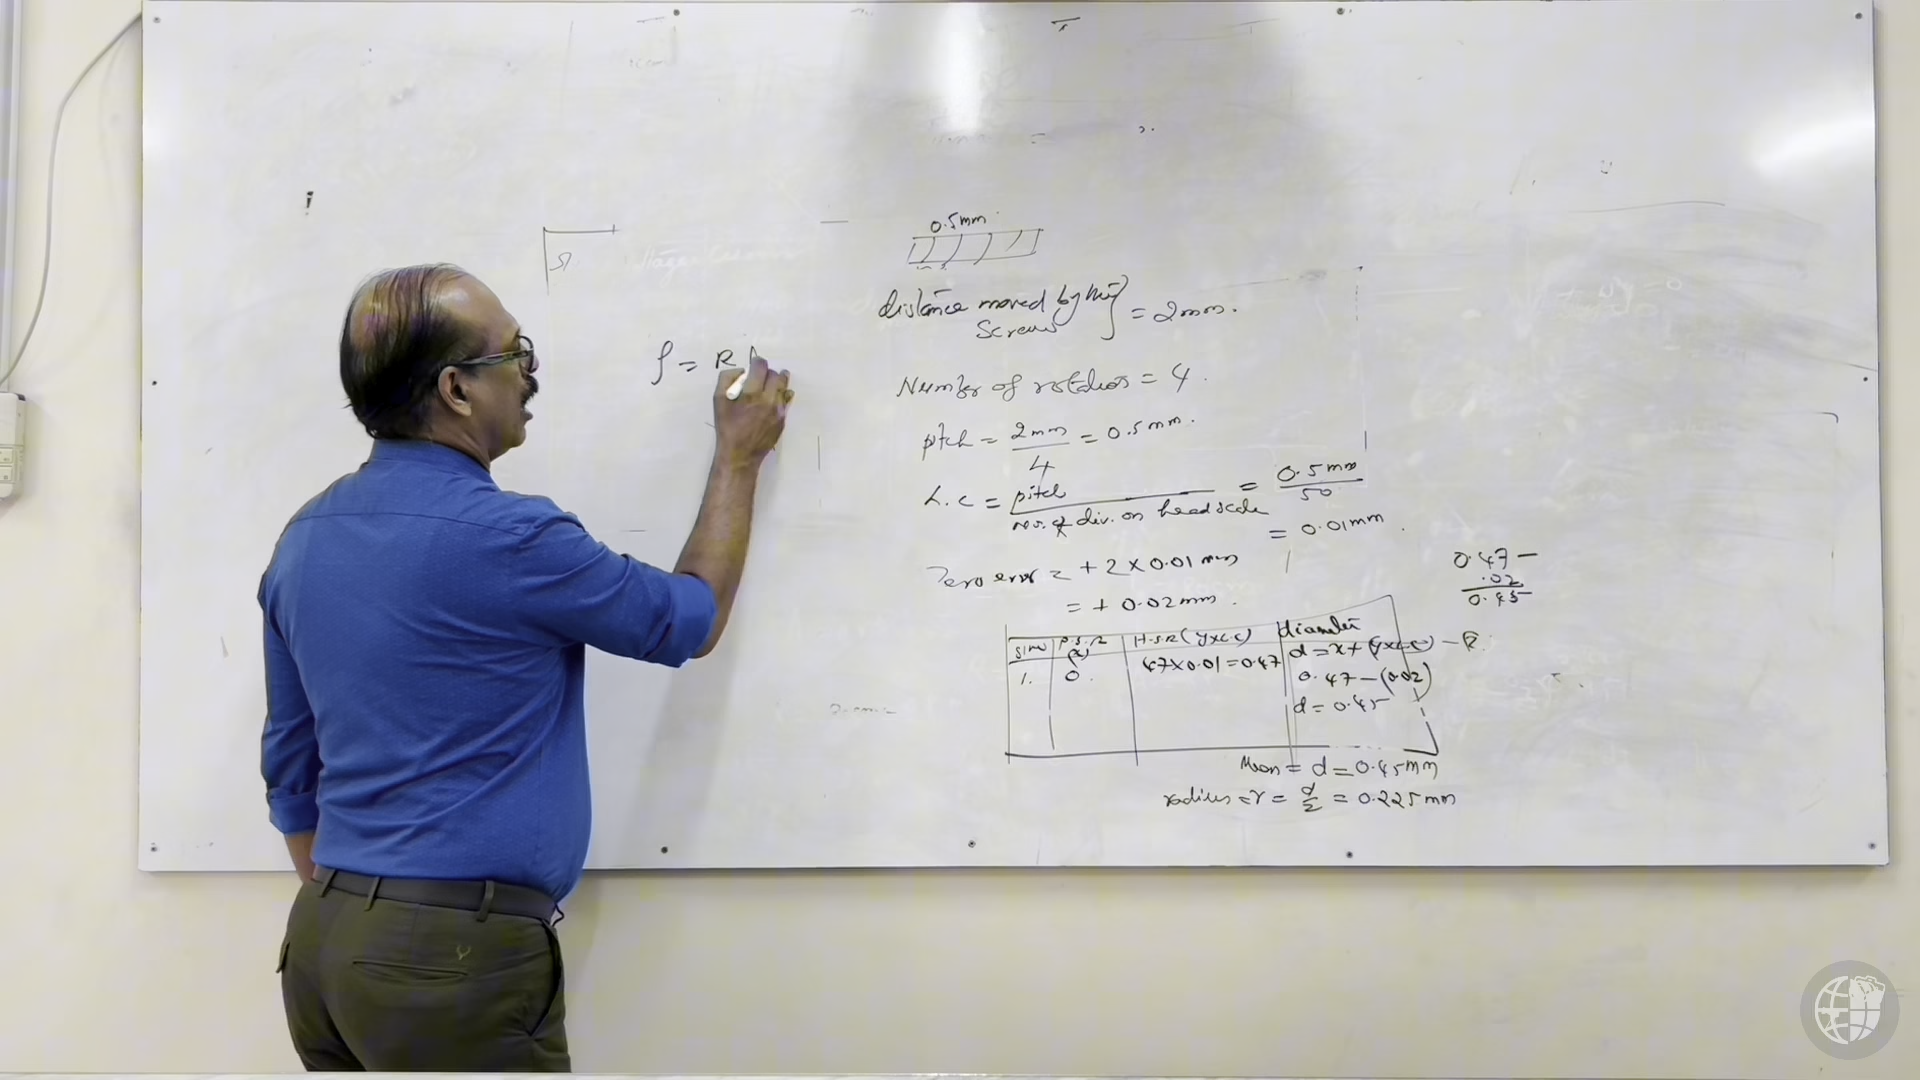 ρ = R
0.5mm
distance moved by the
screw = 2mm.
Number of rotations = 4.
pitch = 2mm / 4 = 0.5mm.
L.C = pitch / No. of div. on head scale = 0.5mm / 50
= 0.01mm.
Zero error = + 2 × 0.01 mm
= + 0.02mm.
0.47 –
.02
0.45
Sl.No P.S.R (x) H.S.R (y×L.C) diameter
d = x + (y×L.C) –
1. 0. 47×0.01 = 0.47 0.47 – (0.02)
d = 0.45
Mean = d = 0.45mm
radius = r = d/2 = 0.225mm